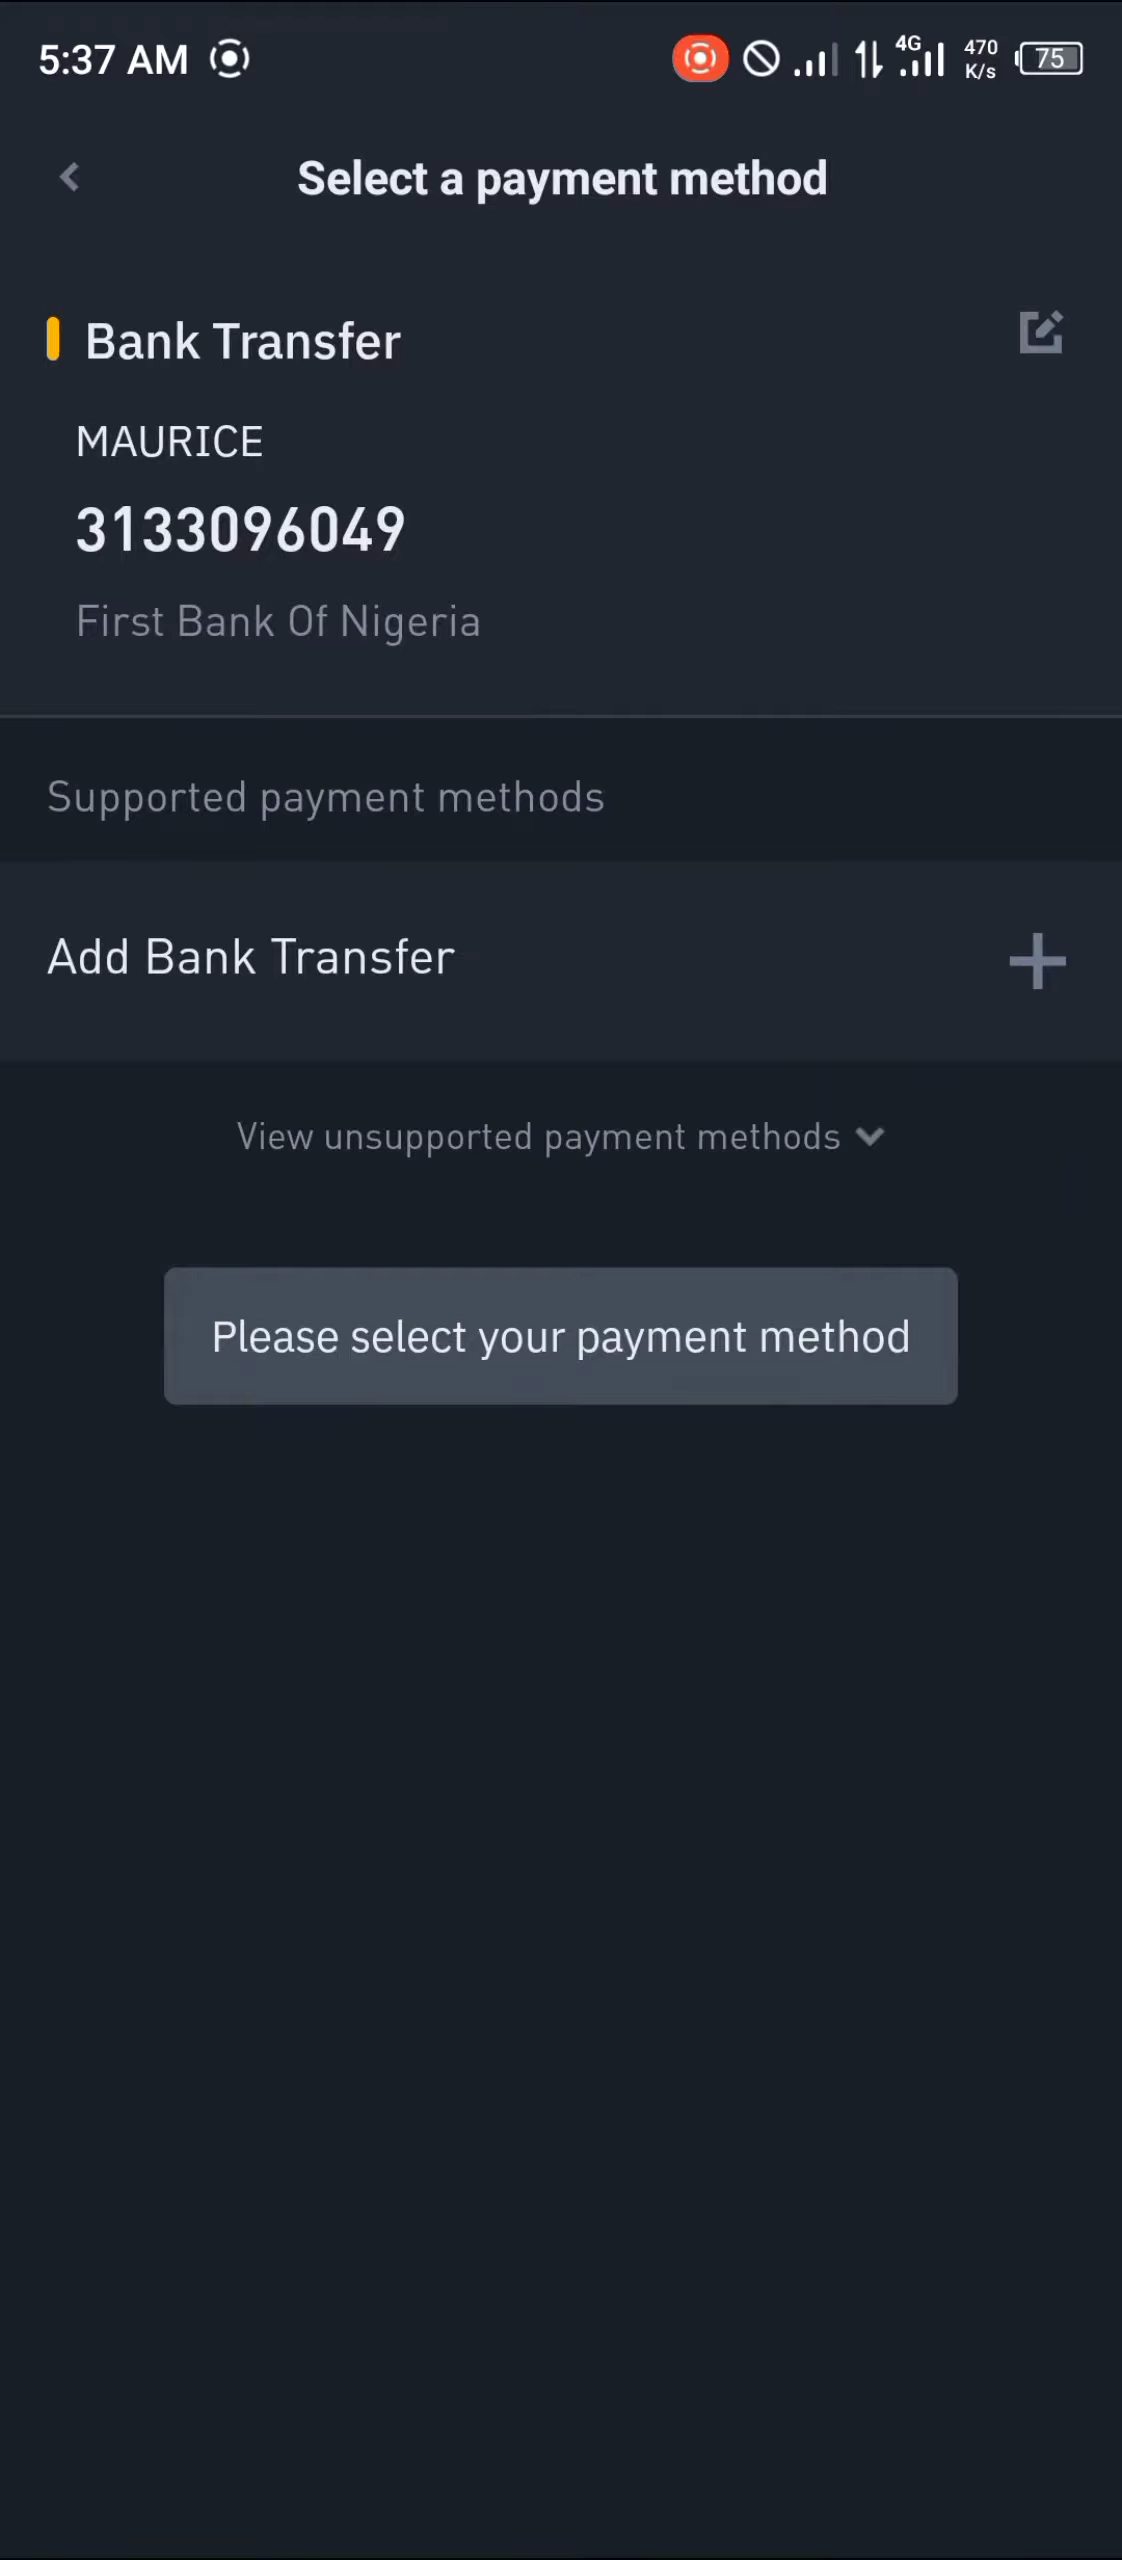 5:37 AM
4G
470
K/s
75
Select a payment method
Bank Transfer
MAURICE
3133096049
First Bank Of Nigeria
Supported payment methods
Add Bank Transfer
View unsupported payment methods
Please select your payment method